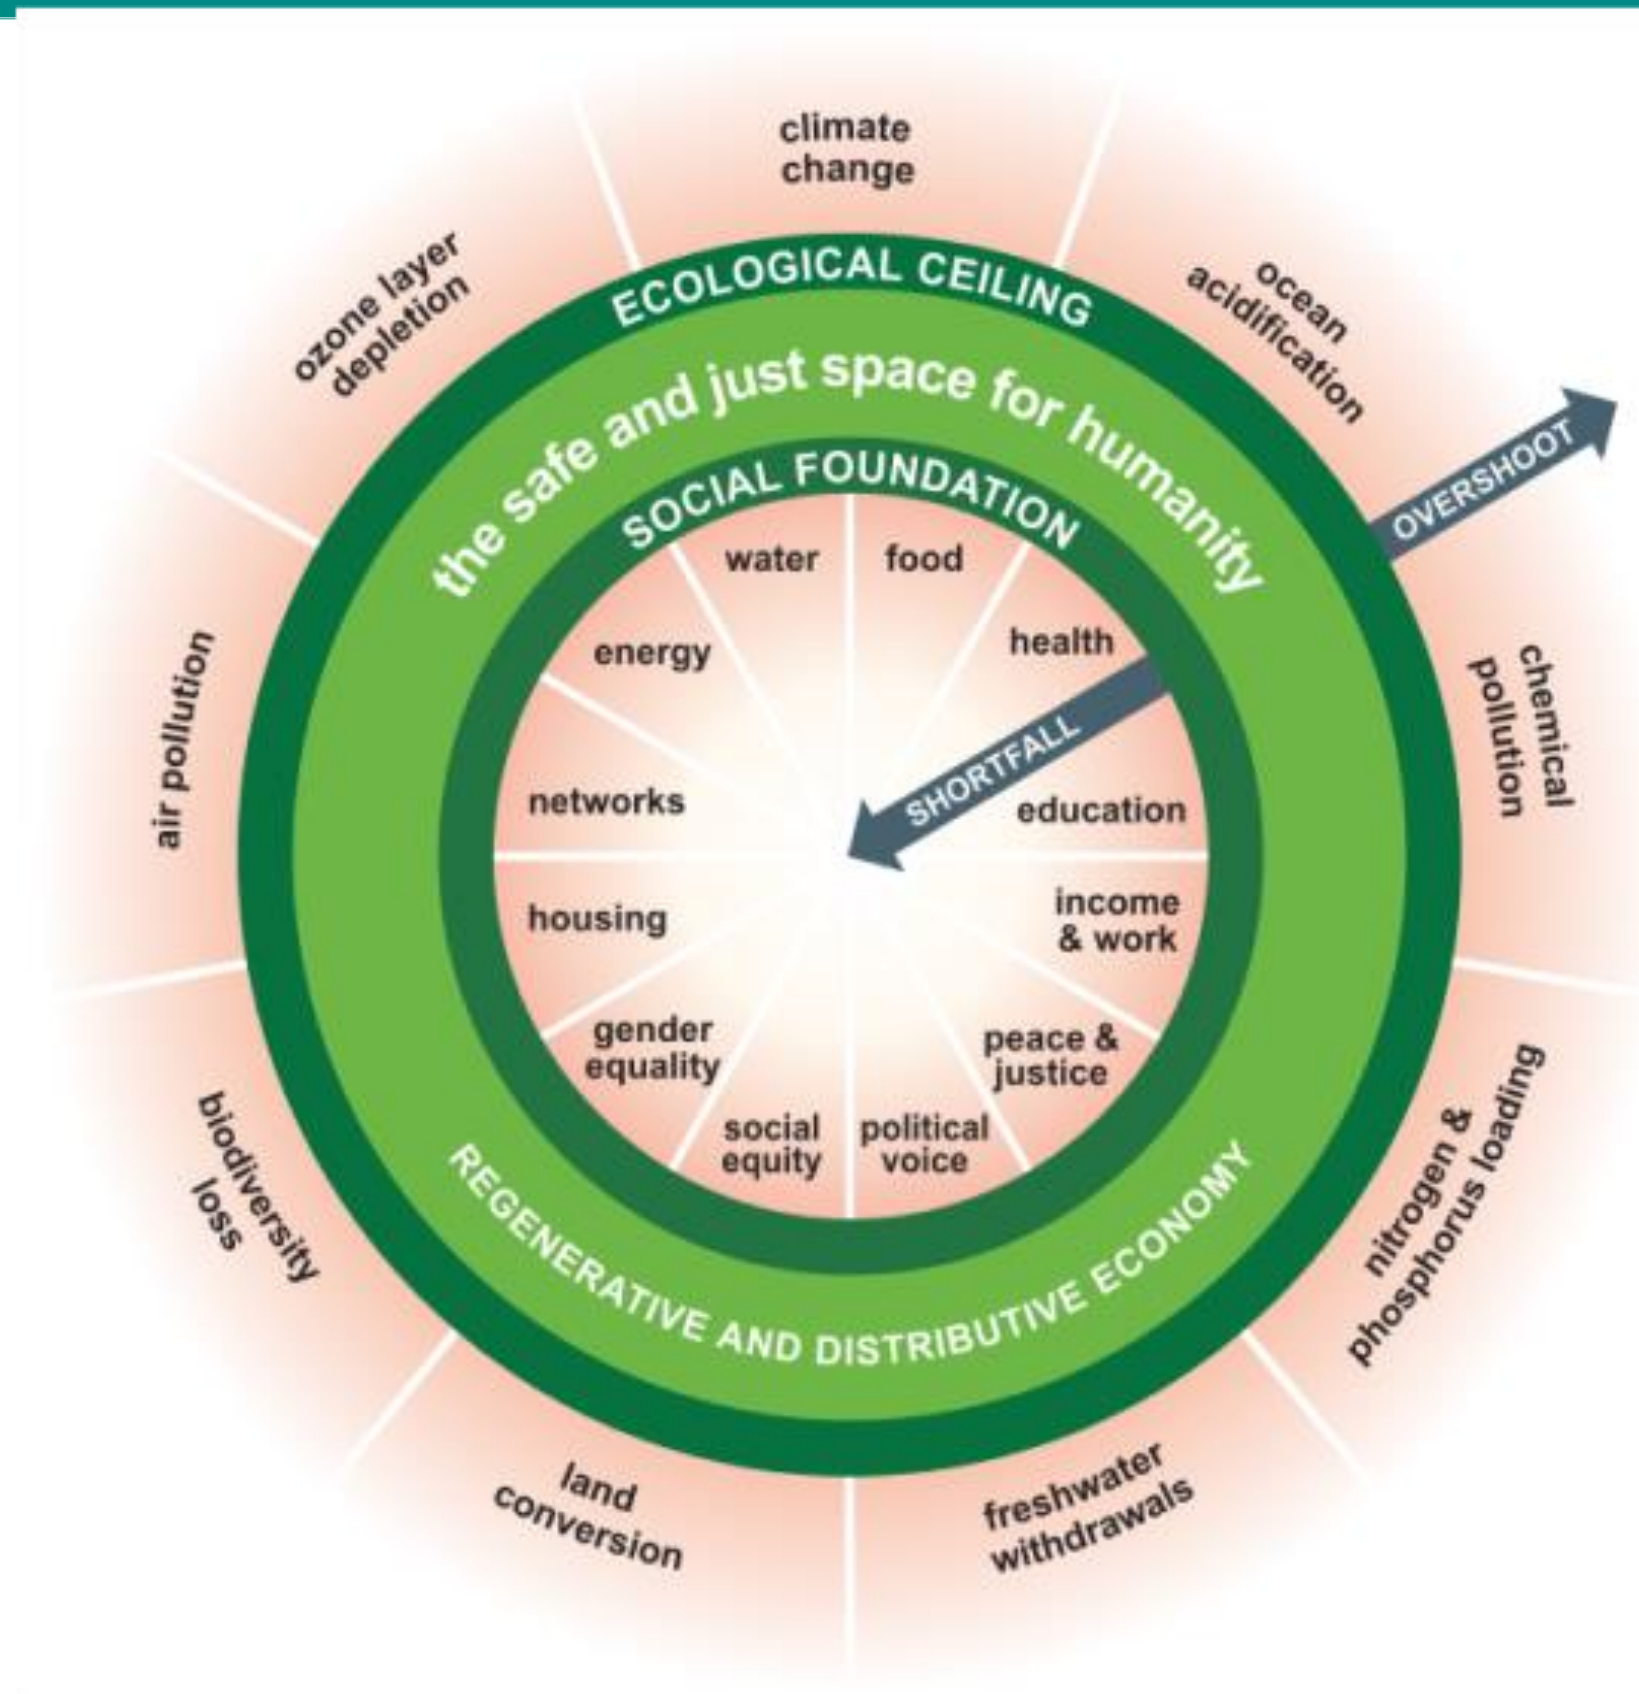 climate
change
ocean
acidification
OVERSHOOT
chemical
pollution
nitrogen &
phosphorus loading
freshwater
withdrawals
land
conversion
biodiversity
loss
air pollution
ozone layer
depletion
ECOLOGICAL CEILING
the safe and just space for humanity
SOCIAL FOUNDATION
water
food
health
SHORTFALL
education
income
& work
peace &
justice
political
voice
social
equity
gender
equality
housing
networks
energy
REGENERATIVE AND DISTRIBUTIVE ECONOMY